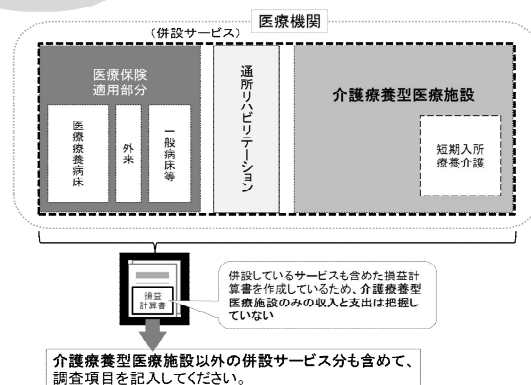 医療機関
（併設サービス）
医療保険
適用部分
医療療養病床
外来
一般病床等
通所リハビリテーション
介護療養型医療施設
短期入所
療養介護
損益
計算書
併設しているサービスも含めた損益計
算書を作成しているため、介護療養型
医療施設のみの収入と支出は把握し
ていない
介護療養型医療施設以外の併設サービス分も含めて、
調査項目を記入してください。